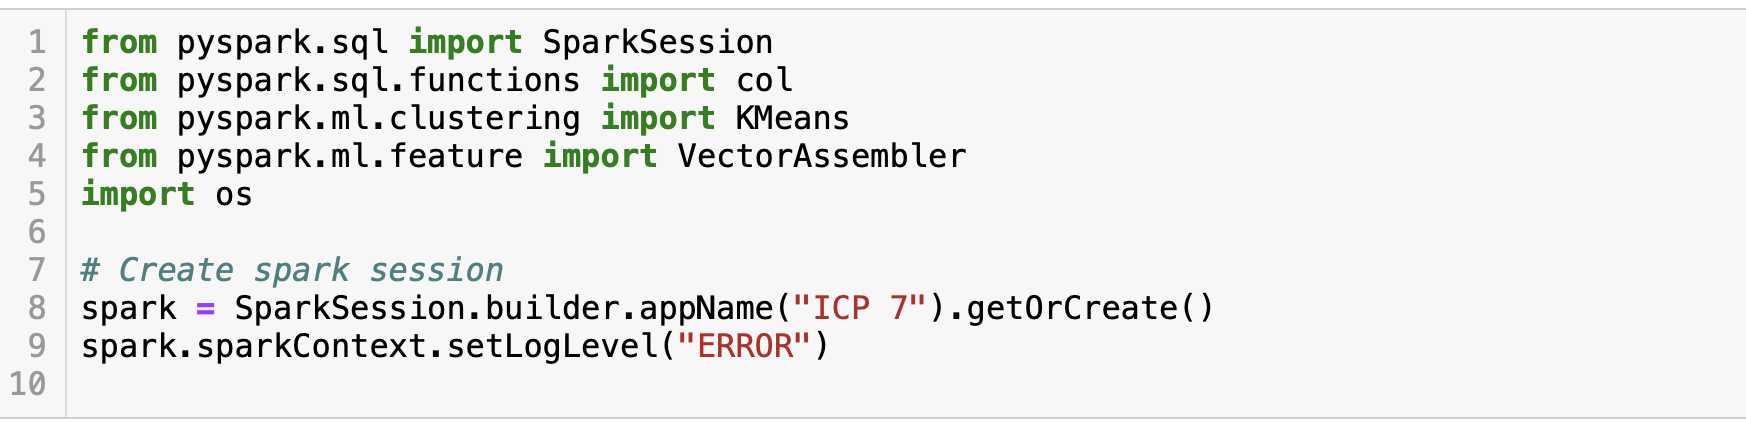 1 from pyspark.sql import SparkSession
2 from pyspark.sql.functions import col
3 from pyspark.ml.clustering import KMeans
4 from pyspark.ml.feature import VectorAssembler
5 import os
6
7 # Create spark session
8 spark = SparkSession.builder.appName("ICP 7").getOrCreate()
9 spark.sparkContext.setLogLevel("ERROR")
10